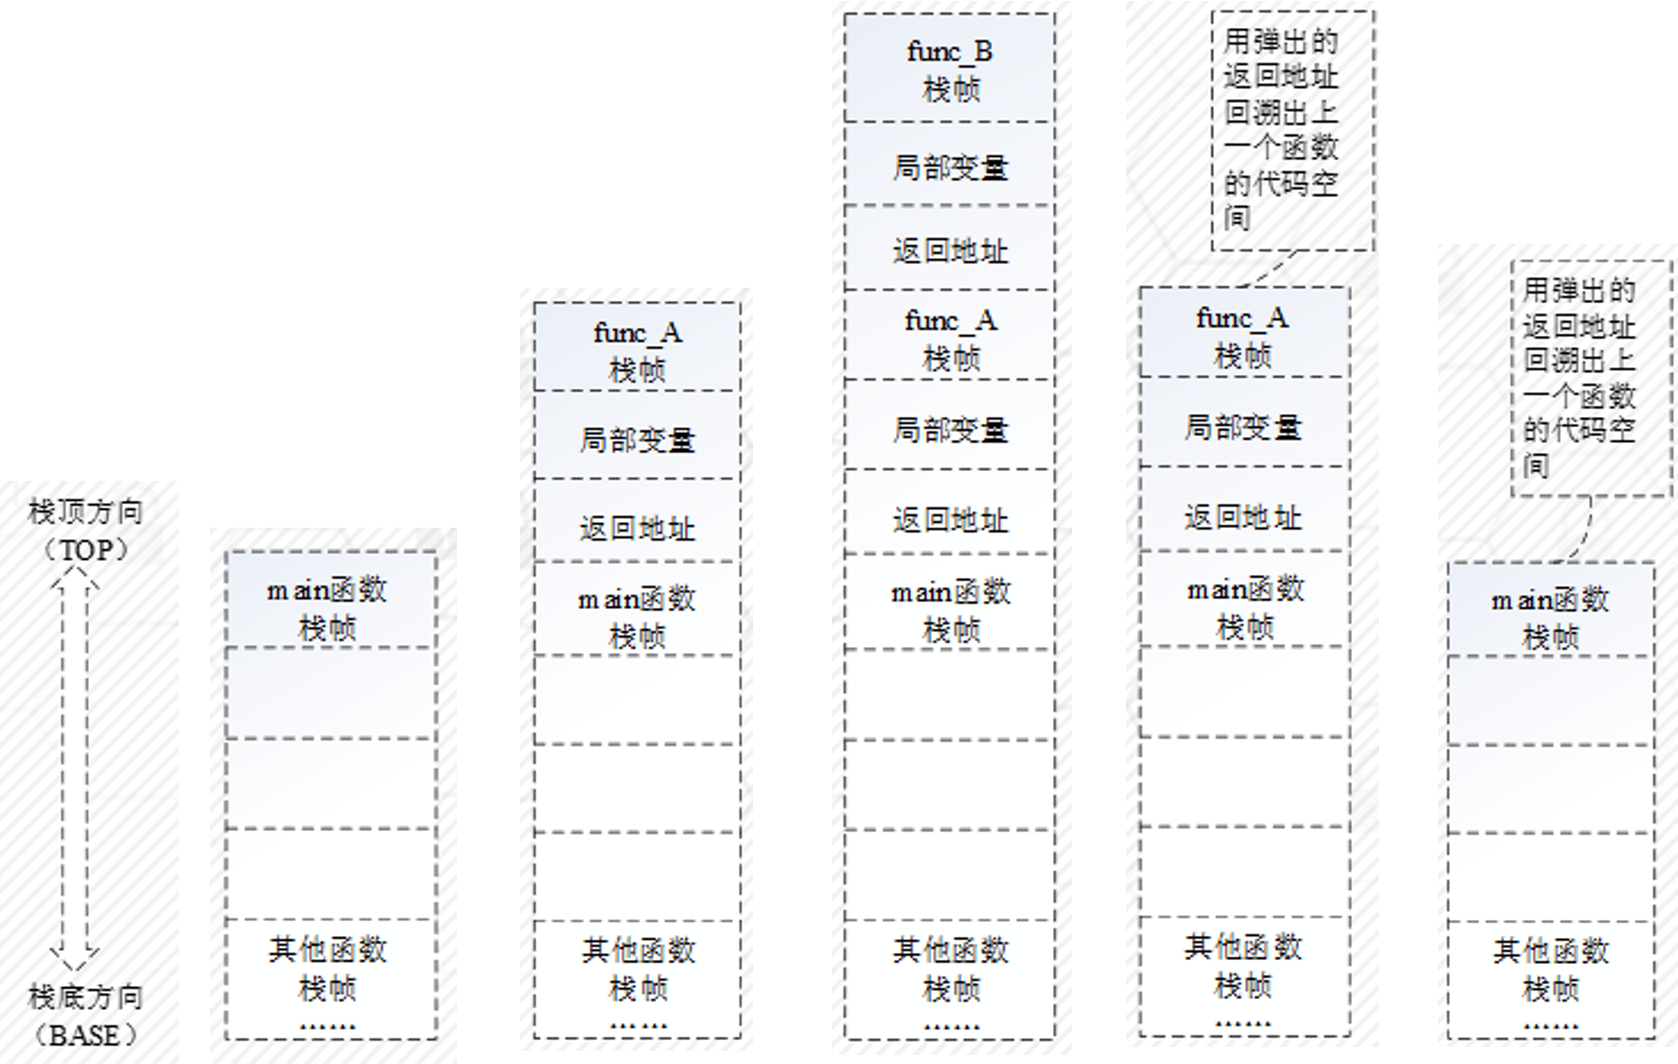 栈顶方向
（TOP）
栈底方向
（BASE）
main函数
栈帧
其他函数
栈帧
……
func_A
栈帧
局部变量
返回地址
main函数
栈帧
其他函数
栈帧
……
func_B
栈帧
局部变量
返回地址
func_A
栈帧
局部变量
返回地址
main函数
栈帧
其他函数
栈帧
……
用弹出的
返回地址
回溯出上
一个函数
的代码空
间
func_A
栈帧
局部变量
返回地址
main函数
栈帧
其他函数
栈帧
……
用弹出的
返回地址
回溯出上
一个函数
的代码空
间
main函数
栈帧
其他函数
栈帧
……